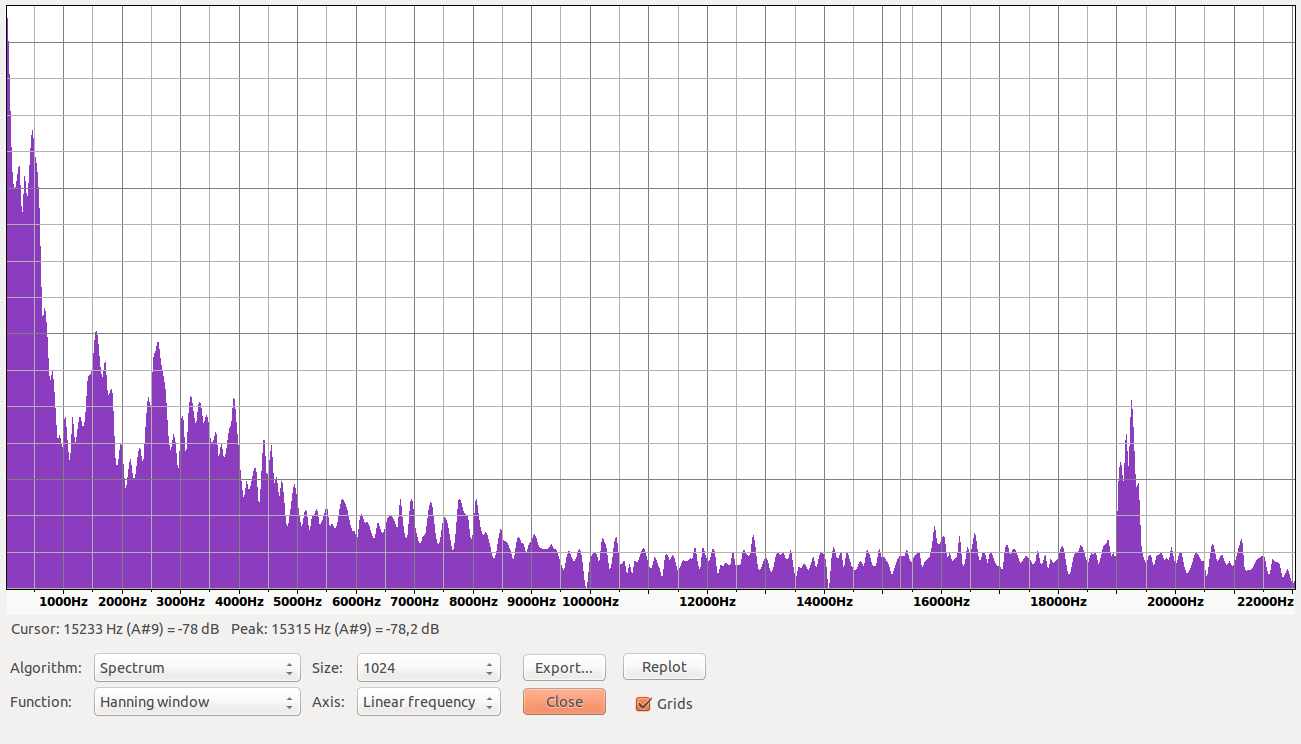 1000Hz 2000Hz 3000Hz 4000Hz 5000Hz 6000Hz 7000Hz 8000Hz 9000Hz 10000Hz 12000Hz 14000Hz 16000Hz 18000Hz 20000Hz 22000Hz
Cursor: 15233 Hz (A#9) = -78 dB Peak: 15315 Hz (A#9) = -78,2 dB
Algorithm: Spectrum Size: 1024 Export... Replot
Function: Hanning window Axis: Linear frequency Close Grids